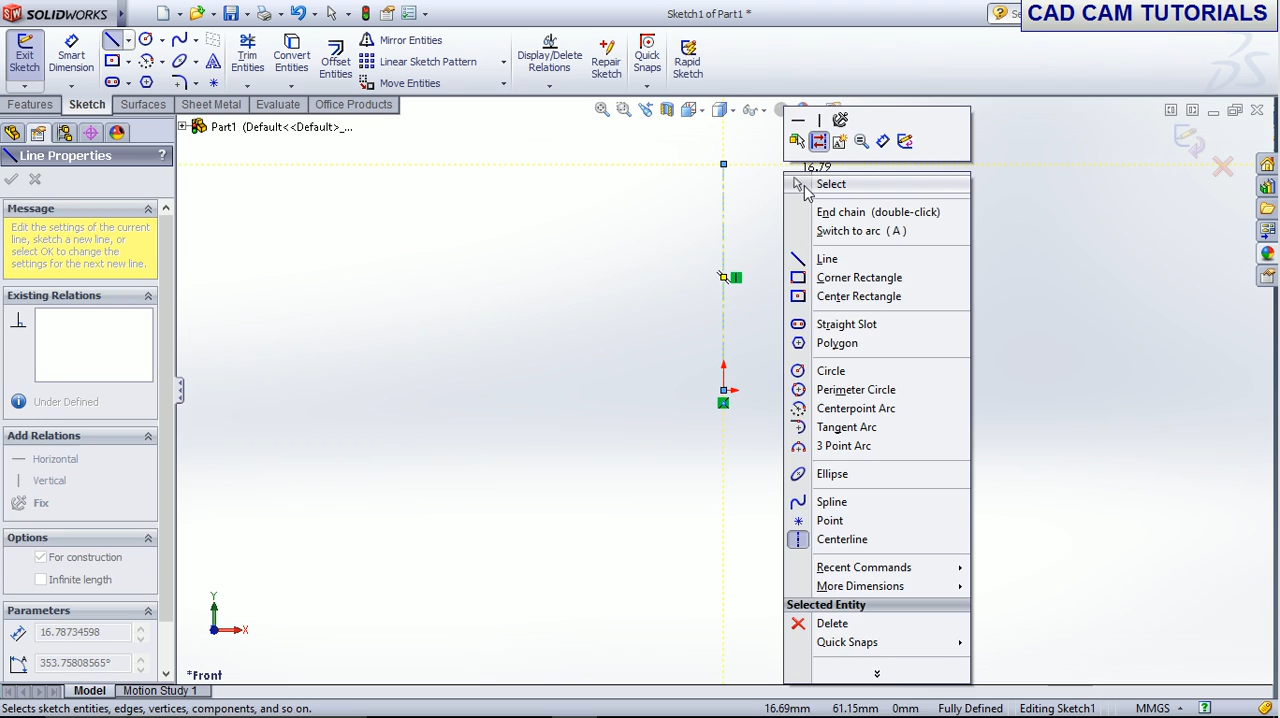 SOLIDWORKS
Sketch1 of Part1 *
CAD CAM TUTORIALS
Exit Sketch
Smart Dimension
Trim Entities
Convert Entities
Offset Entities
Mirror Entities
Linear Sketch Pattern
Move Entities
Display/Delete Relations
Repair Sketch
Quick Snaps
Rapid Sketch
Features
Sketch
Surfaces
Sheet Metal
Evaluate
Office Products
Part1 (Default<<Default>_...
Line Properties
?
Message
Edit the settings of the current
line, sketch a new line, or
select OK to change the
settings for the next new line.
Existing Relations
Under Defined
Add Relations
Horizontal
Vertical
Fix
Options
For construction
Infinite length
Parameters
16.78734598
353.75808565°
16.79
Select
End chain (double-click)
Switch to arc ( A )
Line
Corner Rectangle
Center Rectangle
Straight Slot
Polygon
Circle
Perimeter Circle
Centerpoint Arc
Tangent Arc
3 Point Arc
Ellipse
Spline
Point
Centerline
Recent Commands
More Dimensions
Selected Entity
Delete
Quick Snaps
Y
X
*Front
Model
Motion Study 1
Selects sketch entities, edges, vertices, components, and so on.
16.69mm
61.15mm
0mm
Fully Defined
Editing Sketch1
MMGS
?